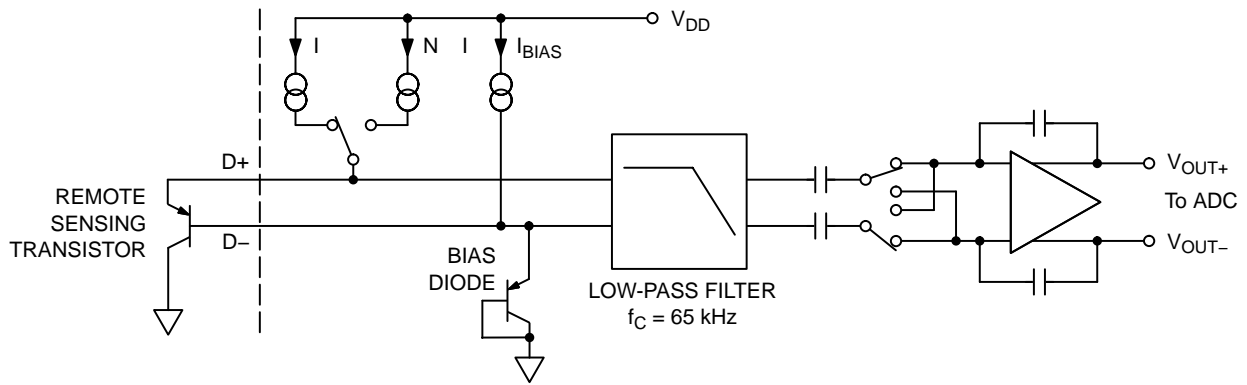 V_DD
I
N
I
I_BIAS
D+
REMOTE
SENSING
TRANSISTOR
D−
BIAS
DIODE
LOW-PASS FILTER
f_C = 65 kHz
V_OUT+
To ADC
V_OUT−